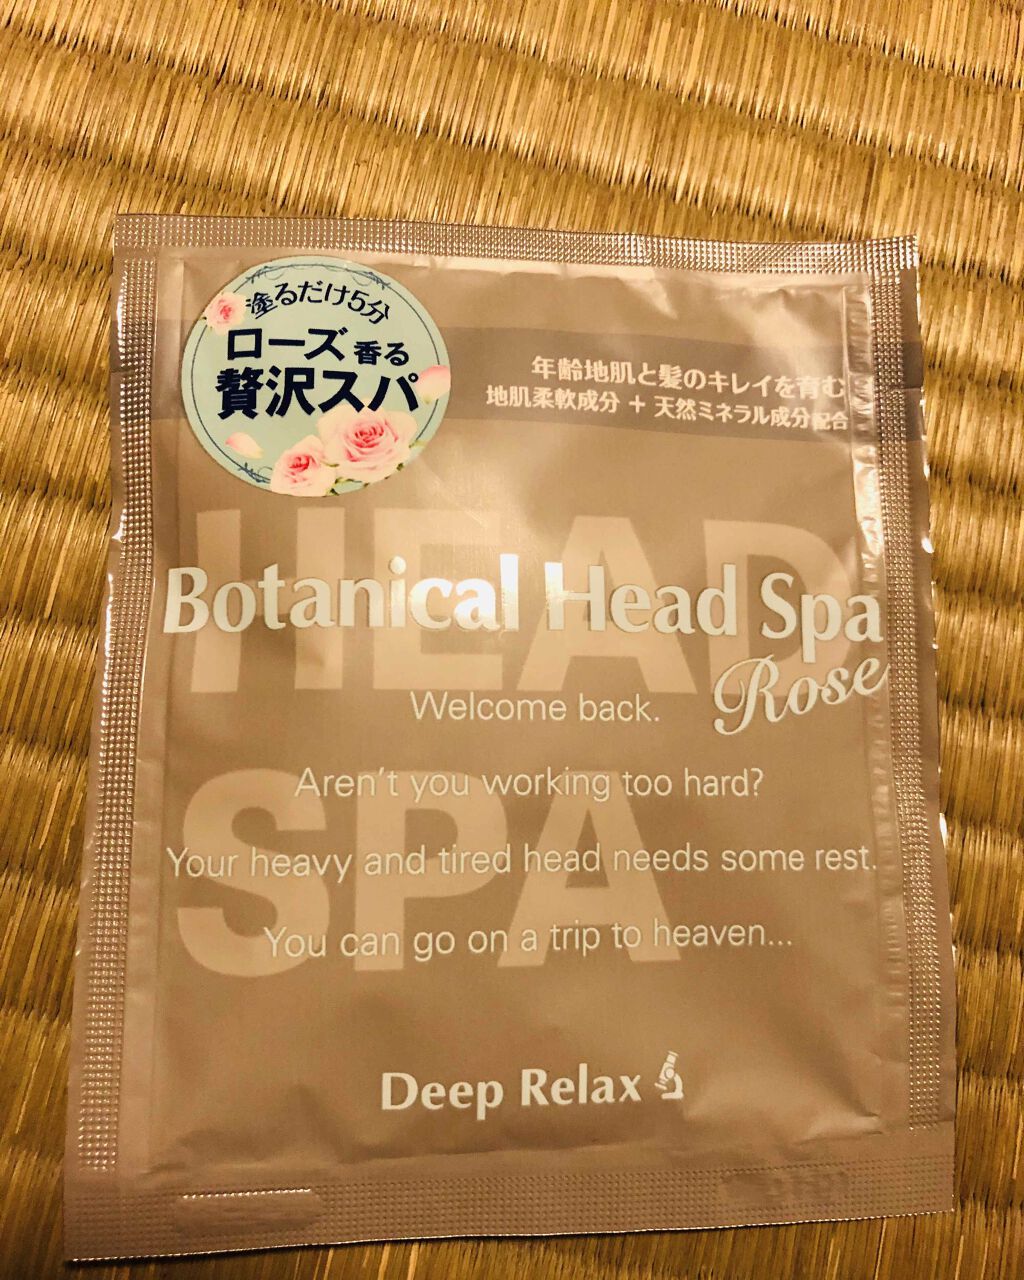 塗るだけ5分
ローズ香る
贅沢スパ
年齢地肌と髪のキレイを育む
地肌柔軟成分 + 天然ミネラル成分配合
HEAD
Botanical Head Spa
Rose
Welcome back.
Aren't you working too hard?
SPA
Your heavy and tired head needs some rest.
You can go on a trip to heaven...
Deep Relax